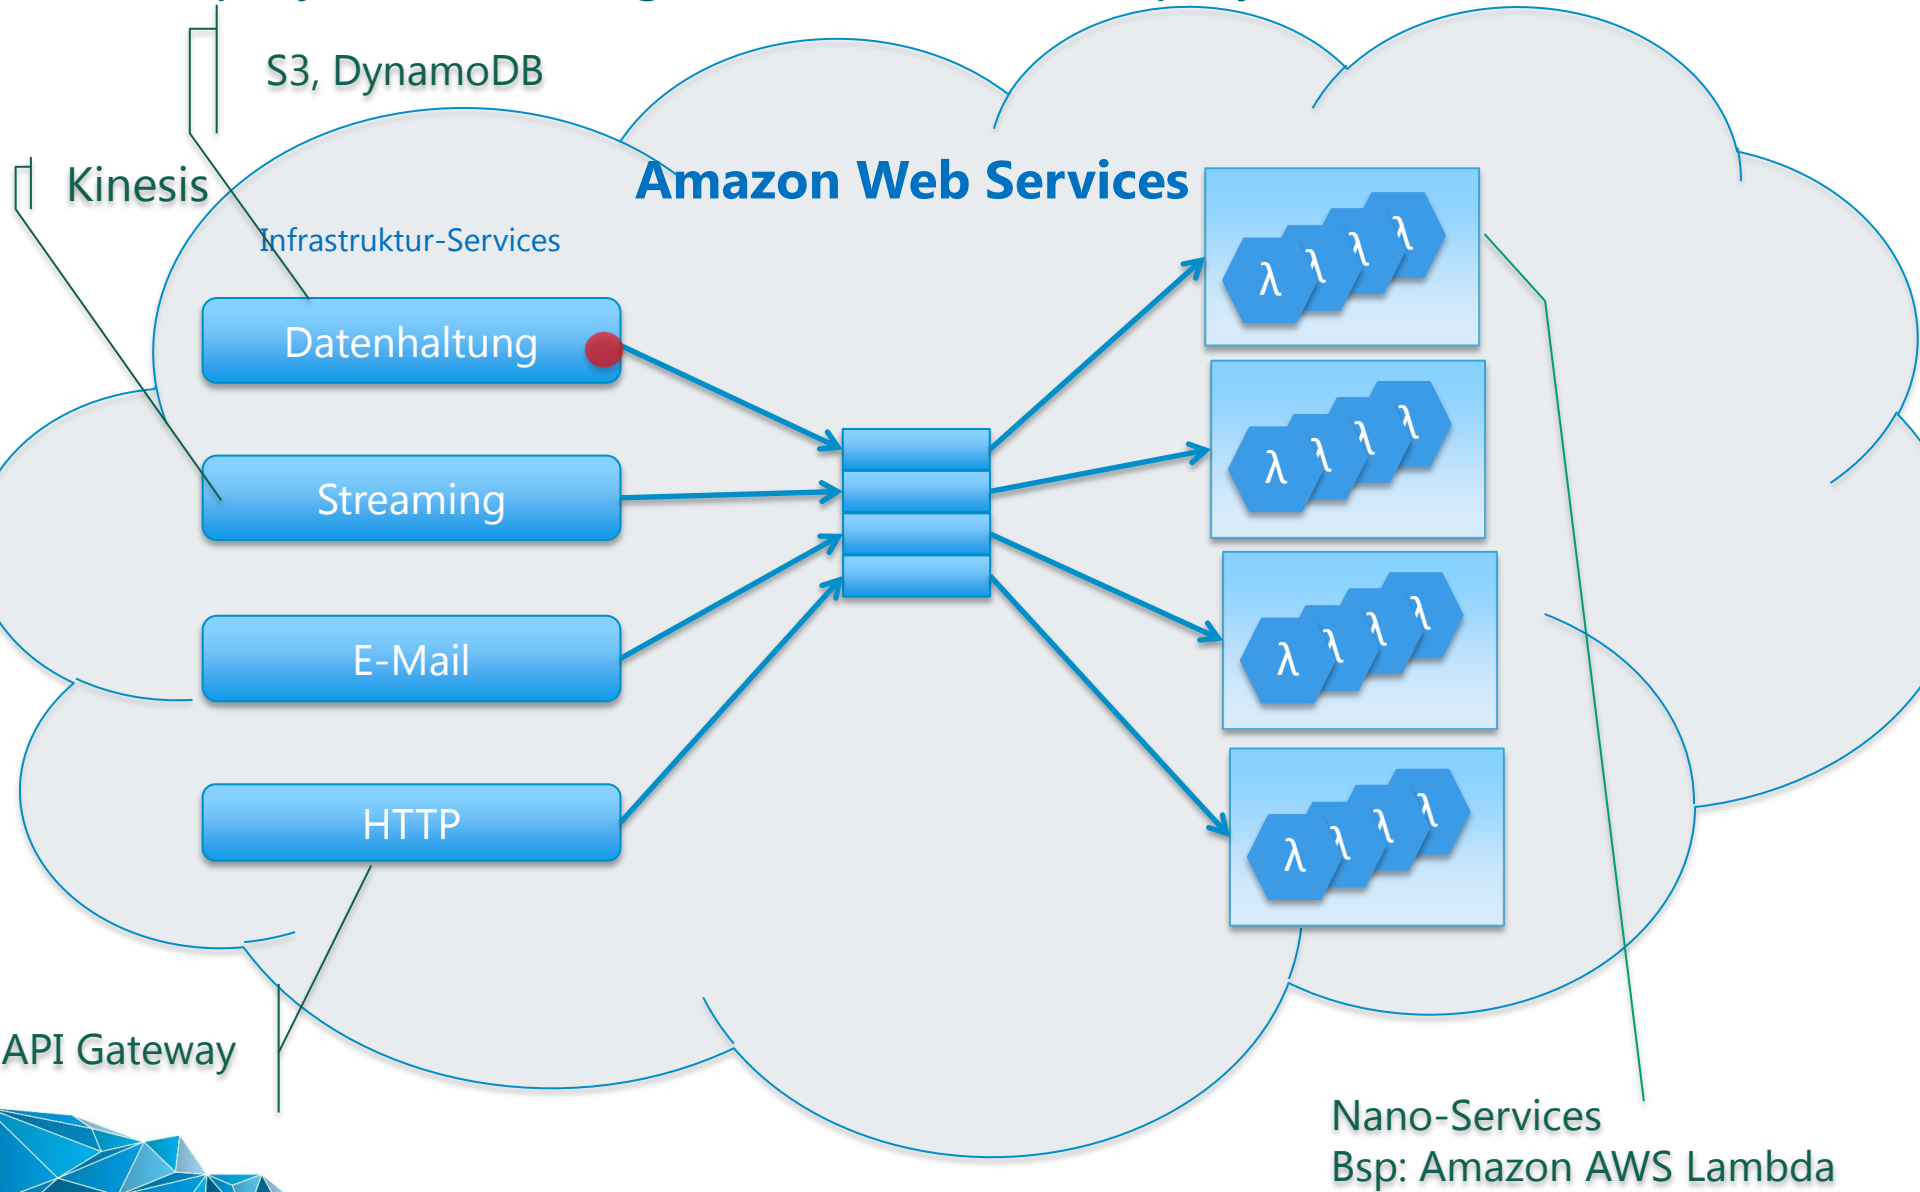 S3, DynamoDB
Kinesis
Amazon Web Services
Infrastruktur-Services
Datenhaltung
Streaming
E-Mail
HTTP
λ λ λ λ
λ λ λ λ
λ λ λ λ
λ λ λ λ
API Gateway
Nano-Services
Bsp: Amazon AWS Lambda